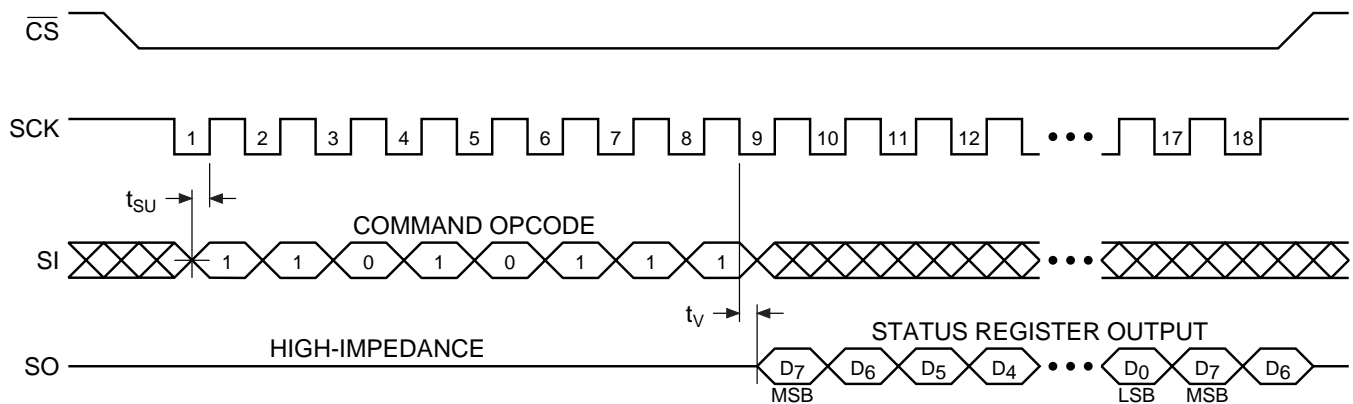 CS
SCK 1 2 3 4 5 6 7 8 9 10 11 12 ••• 17 18
tSU
COMMAND OPCODE
SI 1 1 0 1 0 1 1 1 •••
tV
HIGH-IMPEDANCE STATUS REGISTER OUTPUT
SO D7 D6 D5 D4 ••• D0 D7 D6
MSB LSB MSB